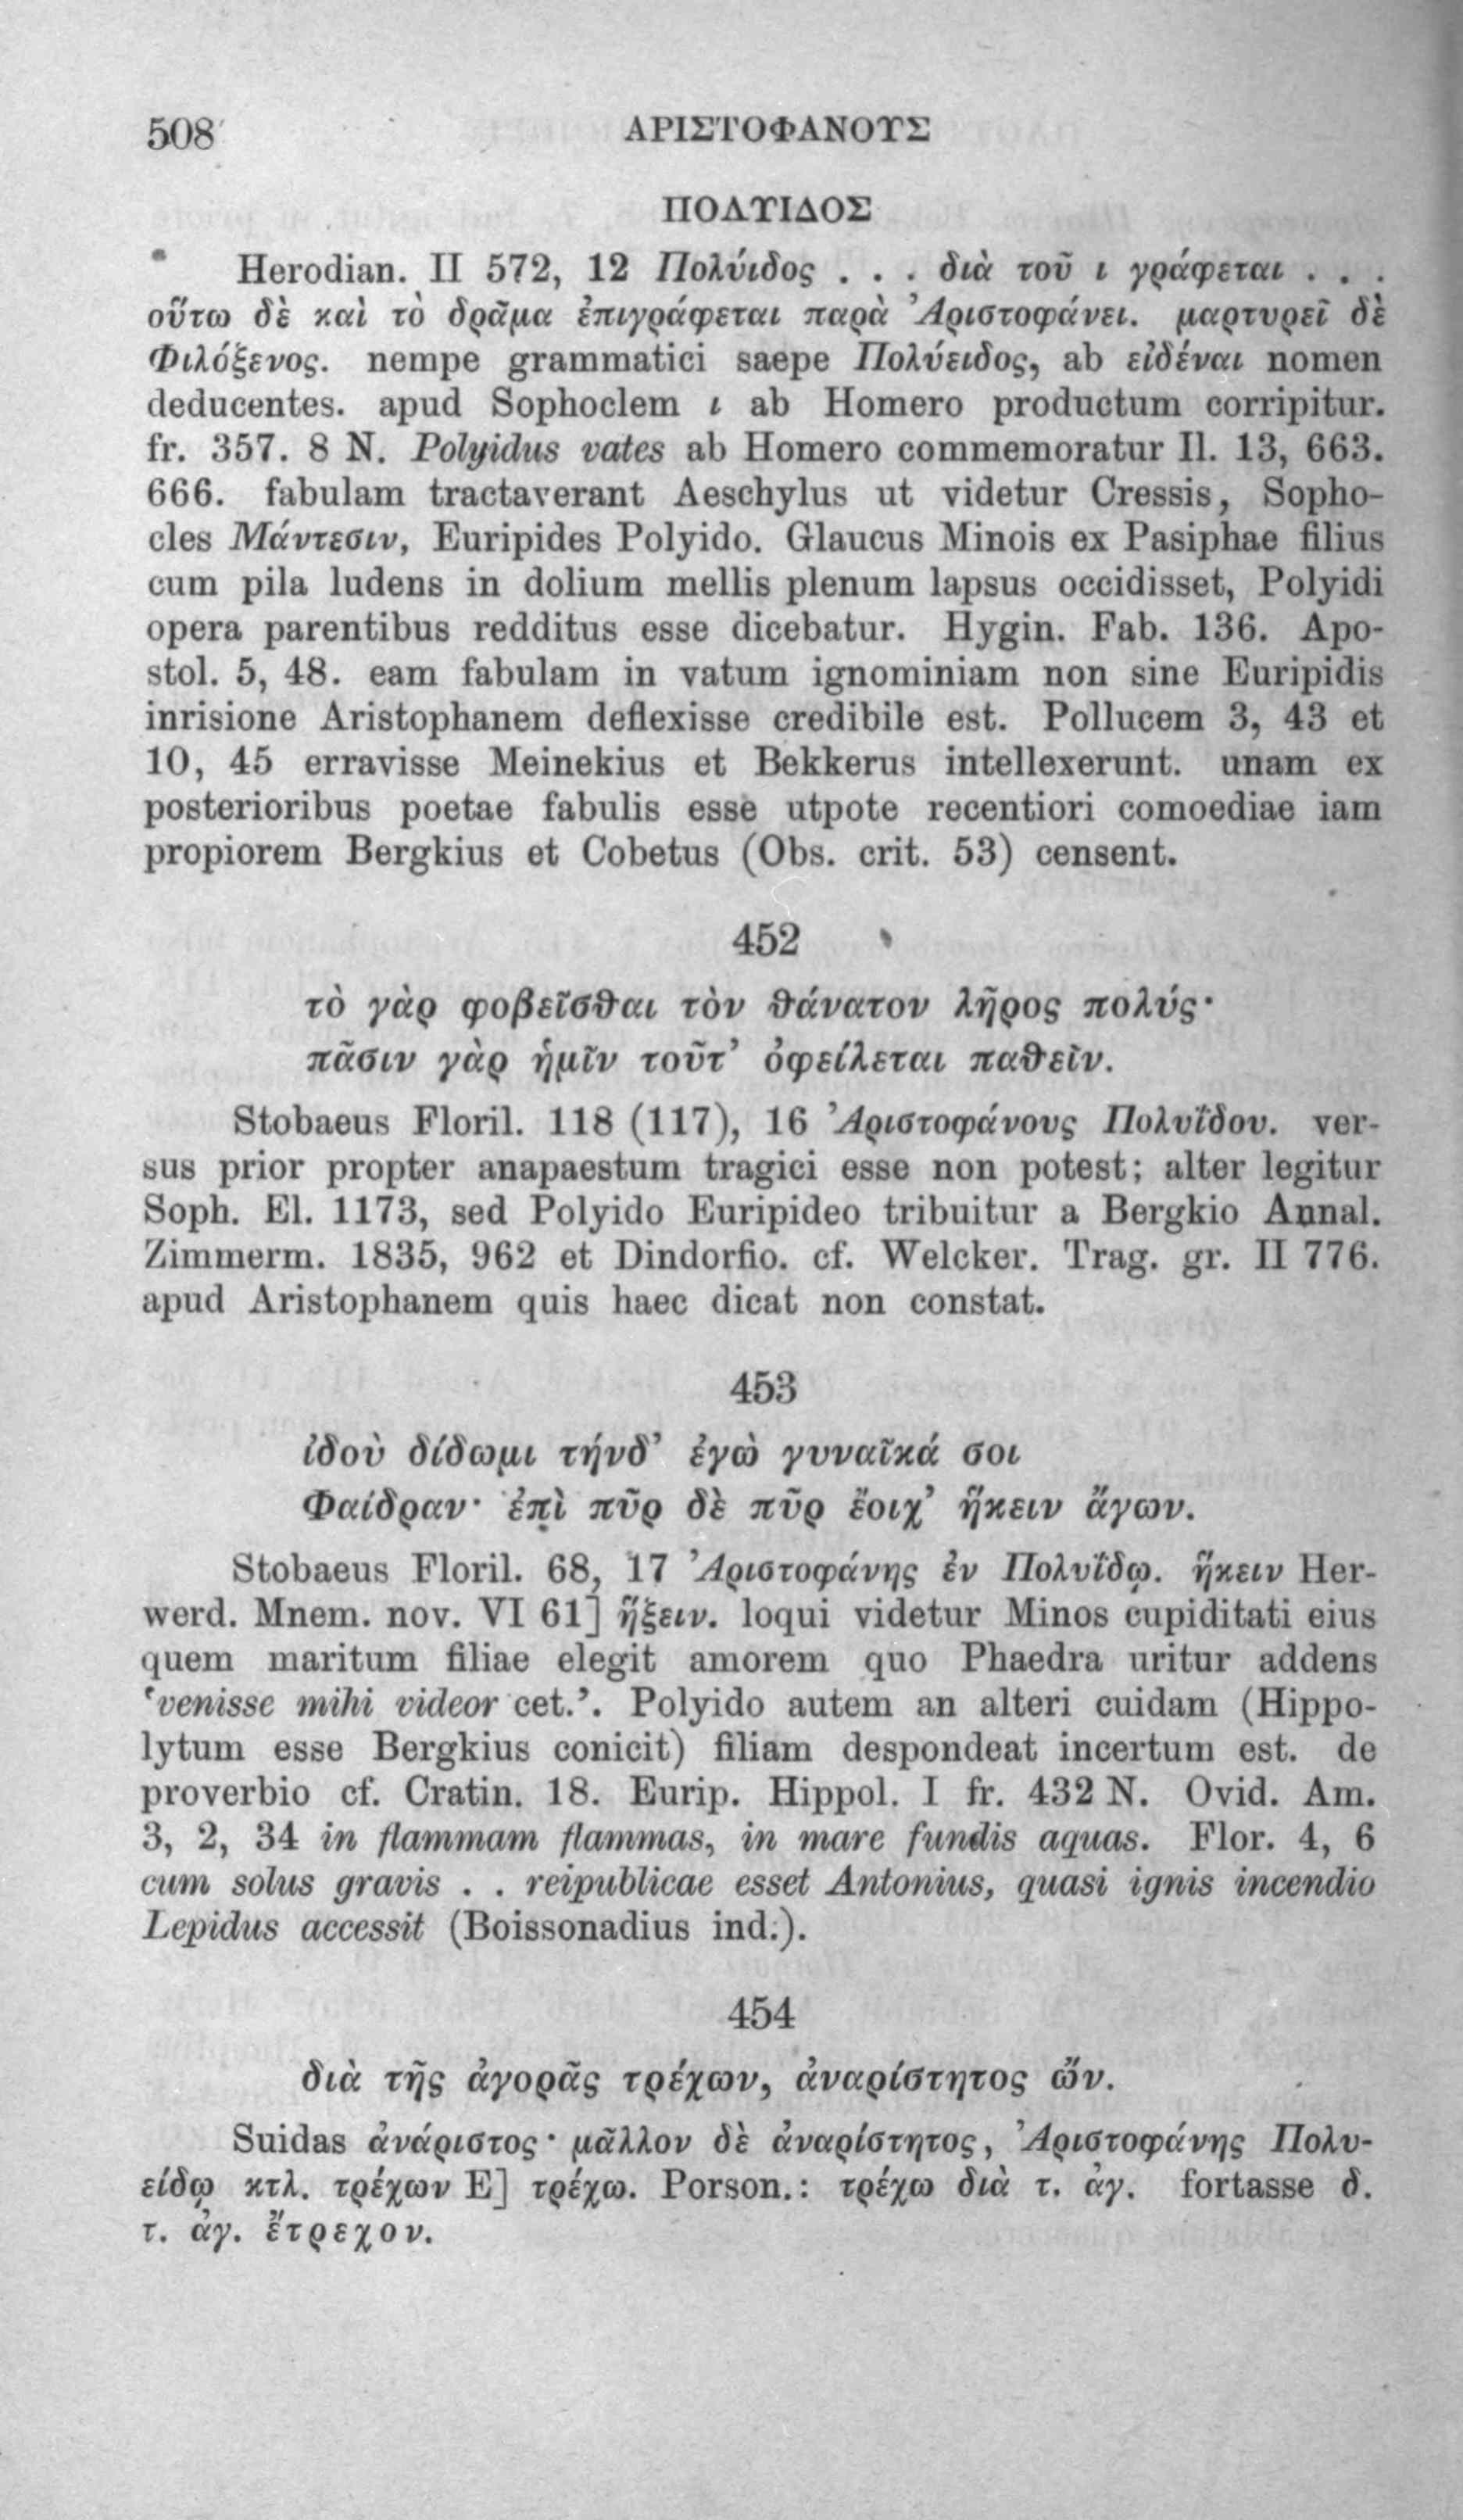 508
ΑΡΙΣΤΟΦΑΝΟΥΣ
ΠΟΛΥΙΔΟΣ
Herodian. II 572, 12 Πολύιδος . . . διὰ τοῦ ι γράφεται . . .
οὕτω δὲ καὶ τὸ δρᾶμα ἐπιγράφεται παρὰ Ἀριστοφάνει. μαρτυρεῖ δὲ
Φιλόξενος. nempe grammatici saepe Πολύειδος, ab εἰδέναι nomen
deducentes. apud Sophoclem ι ab Homero productum corripitur.
fr. 357. 8 N. Polyidus vates ab Homero commemoratur Il. 13, 663.
666. fabulam tractaverant Aeschylus ut videtur Cressis, Sopho-
cles Μάντεσιν, Euripides Polyido. Glaucus Minois ex Pasiphae filius
cum pila ludens in dolium mellis plenum lapsus occidisset, Polyidi
opera parentibus redditus esse dicebatur. Hygin. Fab. 136. Apo-
stol. 5, 48. eam fabulam in vatum ignominiam non sine Euripidis
inrisione Aristophanem deflexisse credibile est. Pollucem 3, 43 et
10, 45 erravisse Meinekius et Bekkerus intellexerunt. unam ex
posterioribus poetae fabulis esse utpote recentiori comoediae iam
propiorem Bergkius et Cobetus (Obs. crit. 53) censent.
452
τὸ γὰρ φοβεῖσθαι τὸν θάνατον λῆρος πολύς·
πᾶσιν γὰρ ἡμῖν τοῦτ’ ὀφείλεται παθεῖν.
Stobaeus Floril. 118 (117), 16 Ἀριστοφάνους Πολυΐδου. ver-
sus prior propter anapaestum tragici esse non potest; alter legitur
Soph. El. 1173, sed Polyido Euripideo tribuitur a Bergkio Annal.
Zimmerm. 1835, 962 et Dindorfio. cf. Welcker. Trag. gr. II 776.
apud Aristophanem quis haec dicat non constat.
453
ἰδοὺ δίδωμι τήνδ’ ἐγὼ γυναῖκά σοι
Φαίδραν· ἐπὶ πῦρ δὲ πῦρ ἔοιχ’ ἥκειν ἄγων.
Stobaeus Floril. 68, 17 Ἀριστοφάνης ἐν Πολυΐδῳ. ἥκειν Her-
werd. Mnem. nov. VI 61] ἥξειν. loqui videtur Minos cupiditati eius
quem maritum filiae elegit amorem quo Phaedra uritur addens
‘venisse mihi videor cet.’. Polyido autem an alteri cuidam (Hippo-
lytum esse Bergkius conicit) filiam despondeat incertum est. de
proverbio cf. Cratin. 18. Eurip. Hippol. I fr. 432 N. Ovid. Am.
3, 2, 34 in flammam flammas, in mare fundis aquas. Flor. 4, 6
cum solus gravis . . reipublicae esset Antonius, quasi ignis incendio
Lepidus accessit (Boissonadius ind.).
454
διὰ τῆς ἀγορᾶς τρέχων, ἀναρίστητος ὤν.
Suidas ἀνάριστος· μᾶλλον δὲ ἀναρίστητος, Ἀριστοφάνης Πολυ-
είδῳ κτλ. τρέχων E] τρέχω. Porson.: τρέχω διὰ τ. ἀγ. fortasse δ.
τ. ἀγ. ἔτρεχον.